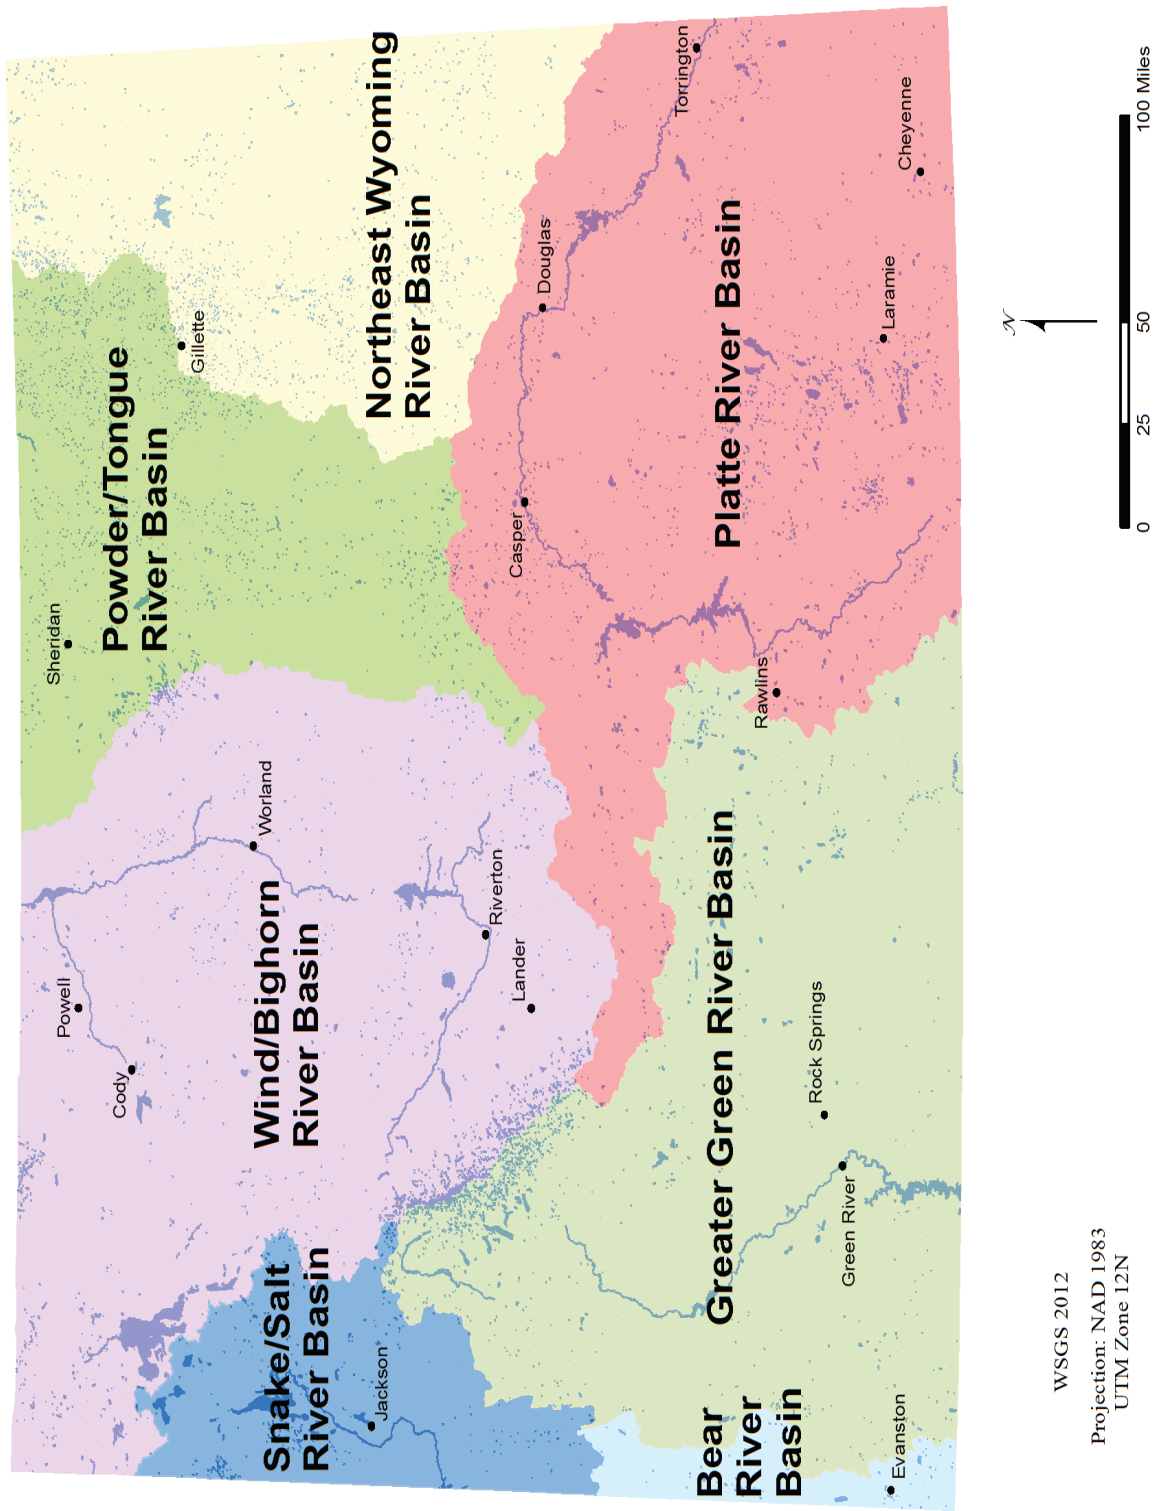 Sheridan
Powder/Tongue
River Basin
Gillette
Northeast Wyoming
River Basin
Powell
Cody
Worland
Wind/Bighorn
River Basin
Riverton
Lander
Snake/Salt
River Basin
Jackson
Casper
Douglas
Torrington
Platte River Basin
Rawlins
Laramie
Cheyenne
Greater Green River Basin
Rock Springs
Green River
Bear
River
Basin
Evanston
WSGS 2012
Projection: NAD 1983
UTM Zone 12N
N
0 25 50 100 Miles